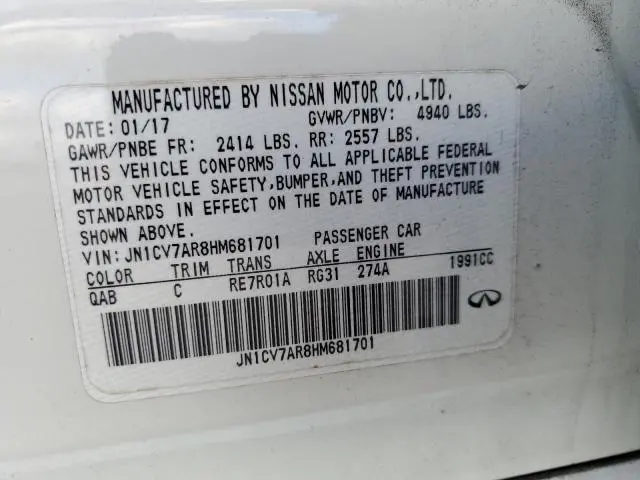 MANUFACTURED BY NISSAN MOTOR CO.,LTD.
DATE: 01/17 GVWR/PNBV: 4940 LBS.
GAWR/PNBE FR: 2414 LBS. RR: 2557 LBS.
THIS VEHICLE CONFORMS TO ALL APPLICABLE FEDERAL
MOTOR VEHICLE SAFETY,BUMPER,AND THEFT PREVENTION
STANDARDS IN EFFECT ON THE DATE OF MANUFACTURE
SHOWN ABOVE.
VIN: JN1CV7AR8HM681701 PASSENGER CAR
COLOR TRIM TRANS AXLE ENGINE
QAB C RE7R01A RG31 274A 1991CC
JN1CV7AR8HM681701